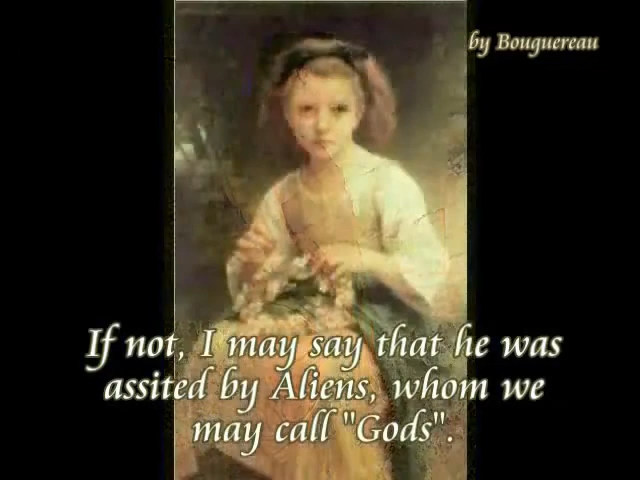 by Bouguereau
If not, I may say that he was
assited by Aliens, whom we
may call "Gods".